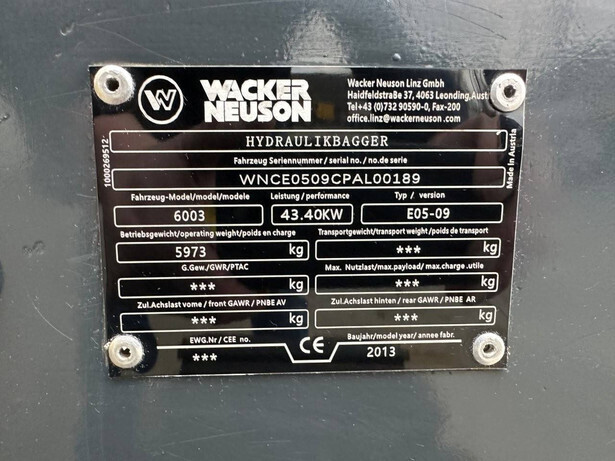 W
WACKER
NEUSON
Wacker Neuson Linz Gmbh
Haidfeldstraße 37, 4063 Leonding,Austri
Tel+43 (0)732 90590-0, Fax-200
office.linz@wackerneuson.com
HYDRAULIKBAGGER
Fahrzeug Seriennummer / serial no. / no.de serie
WNCE0509CPAL00189
Fahrzeug-Model/model/modele
Leistung / performance
Typ / version
6003
43.40KW
E05-09
Betriebsgewicht/operating weight/poids en charge
Transportgewicht/transport weight/poids de transport
5973 kg
*** kg
G.Gew./GWR/PTAC
Max. Nutzlast/max.payload/max.charge.utile
*** kg
*** kg
Zul.Achslast vorne / front GAWR / PNBE AV
Zul.Achslast hinten / rear GAWR / PNBE AR
*** kg
*** kg
EWG.Nr / CEE no.
CE
Baujahr/model year/ annee fabr.
***
2013
1000269512
Made in Austria